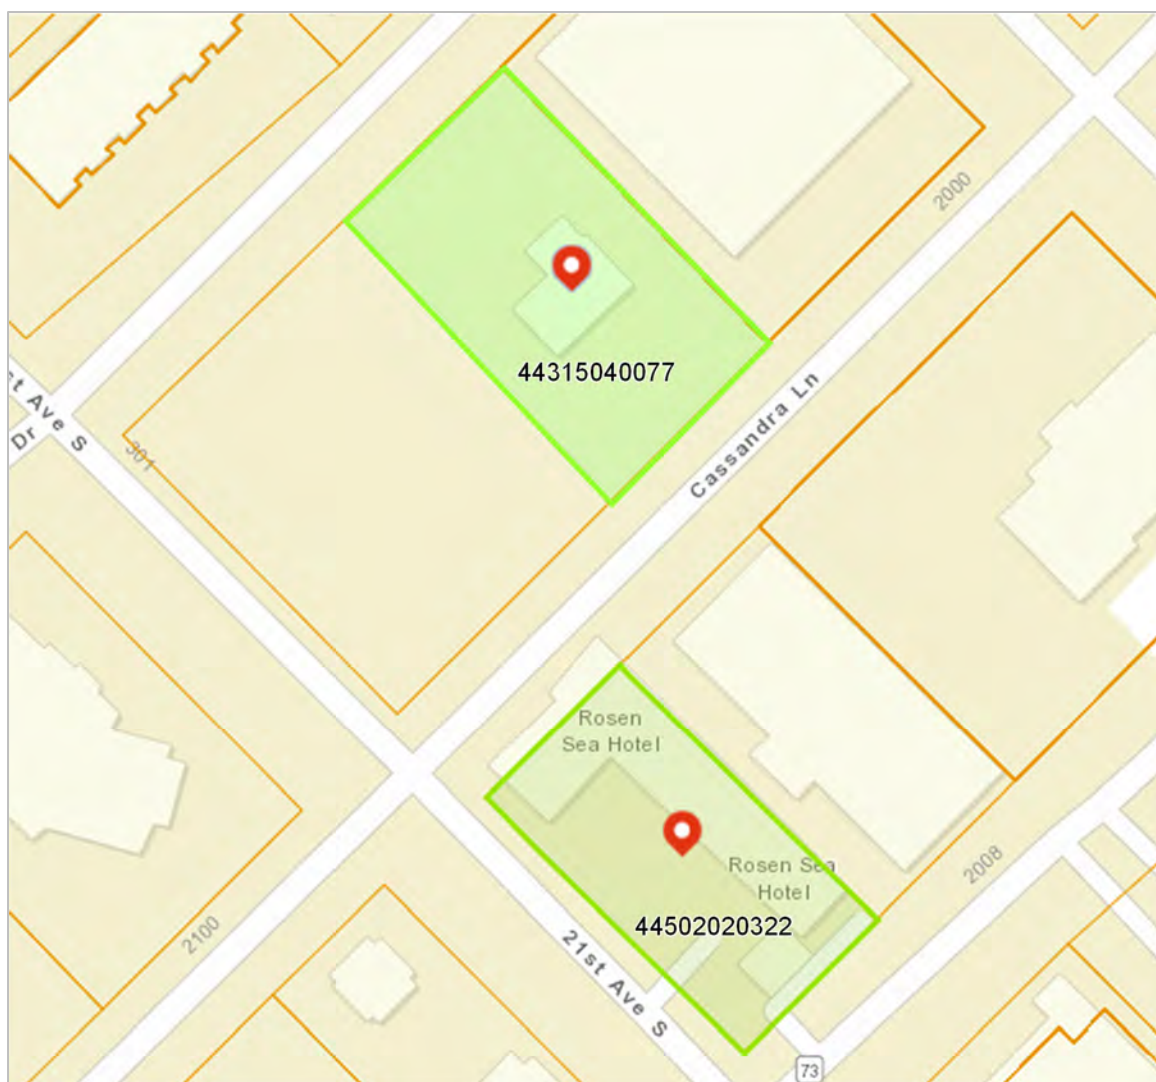 2000
44315040077
Cassandra Ln
st Ave S
Dr
301
Rosen
Sea Hotel
Rosen Sea
Hotel
2008
44502020322
2100
21st Ave S
73